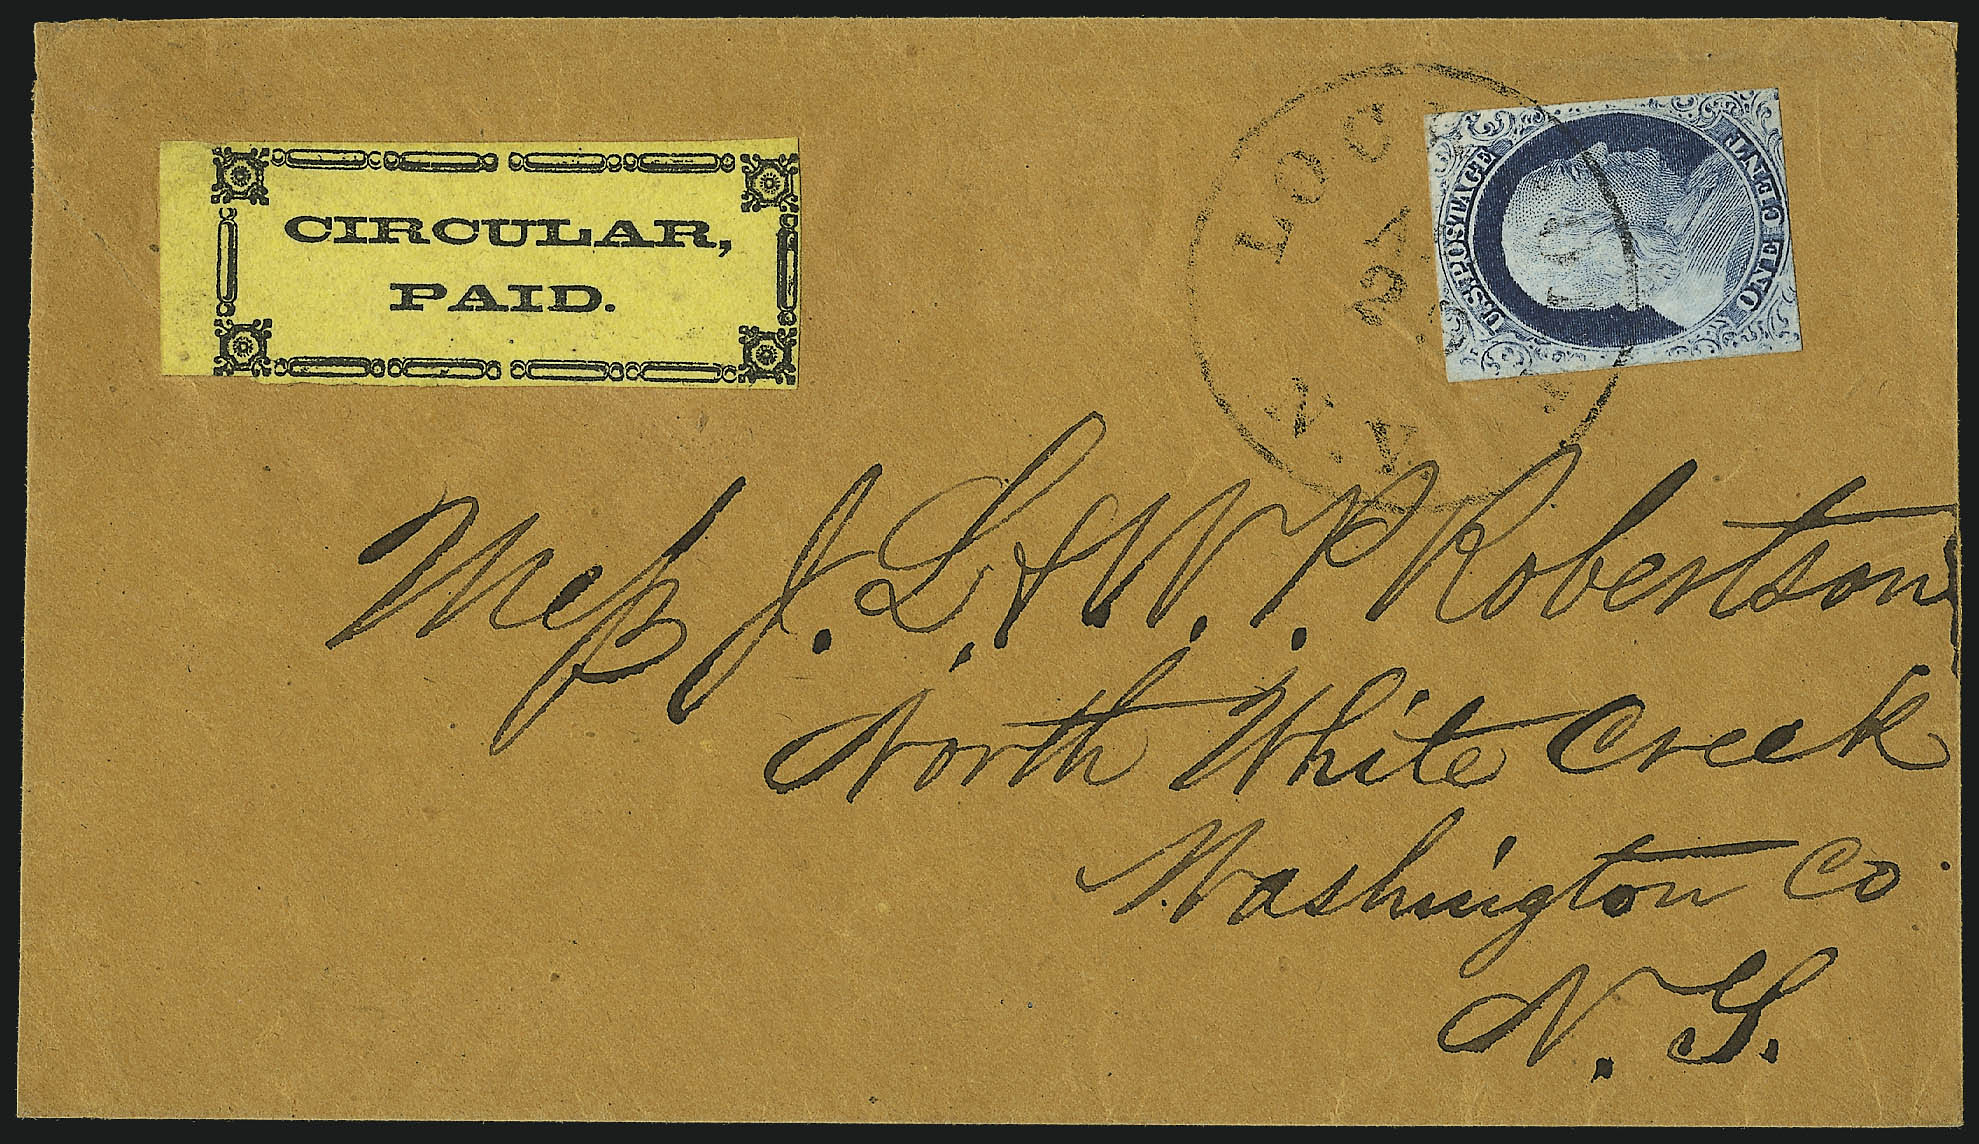 CIRCULAR,
PAID.
U.S. POSTAGE
ONE CENT
N.Y.
Meſs J. L. & W. P. Robertson
North White Creek
Washington Co
N. Y.